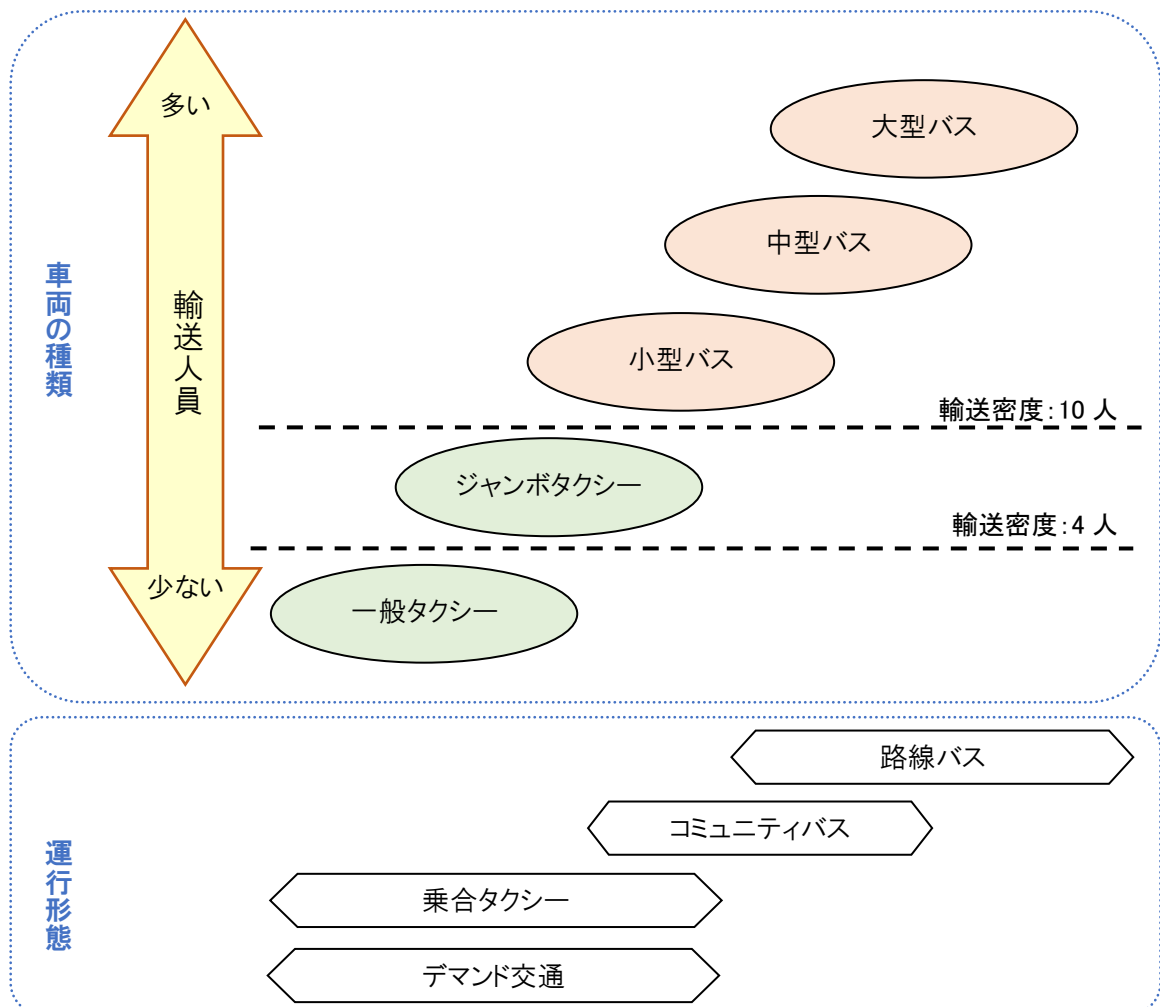 多い
大型バス
中型バス
車両の種類
輸送人員
小型バス
輸送密度:10 人
ジャンボタクシー
輸送密度:4 人
少ない
一般タクシー
路線バス
コミュニティバス
運行形態
乗合タクシー
デマンド交通